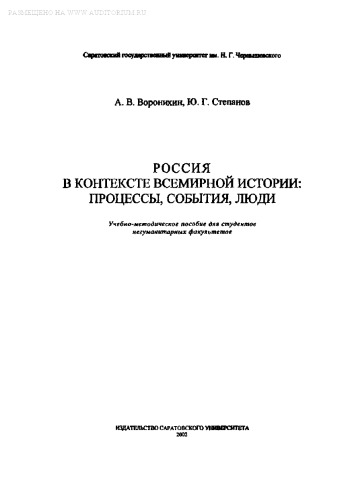 РАЗМЕЩЕНО НА WWW.AUDITORIUM.RU
Саратовский государственный университет им. Н. Г. Чернышевского
А. В. Воронихин, Ю. Г. Степанов
РОССИЯ
В КОНТЕКСТЕ ВСЕМИРНОЙ ИСТОРИИ:
ПРОЦЕССЫ, СОБЫТИЯ, ЛЮДИ
Учебно-методическое пособие для студентов
негуманитарных факультетов
ИЗДАТЕЛЬСТВО САРАТОВСКОГО УНИВЕРСИТЕТА
2002